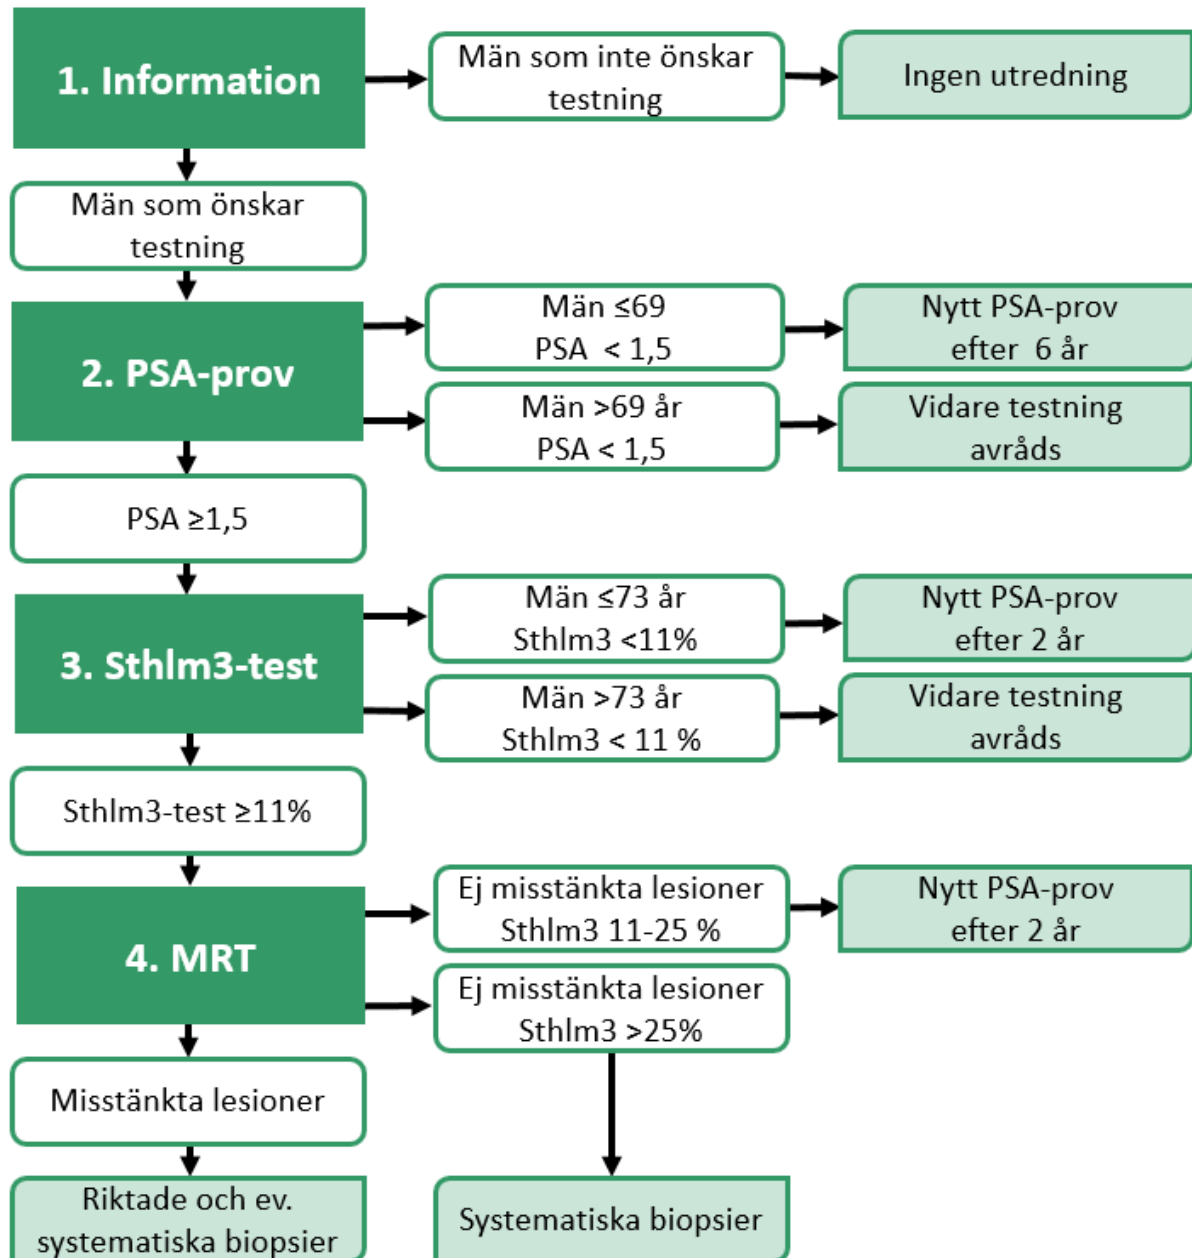 1. Information
Män som inte önskar
testning
Ingen utredning
Män som önskar
testning
2. PSA-prov
Män ≤69
PSA < 1,5
Nytt PSA-prov
efter 6 år
Män >69 år
PSA < 1,5
Vidare testning
avråds
PSA ≥1,5
3. Sthlm3-test
Män ≤73 år
Sthlm3 <11%
Nytt PSA-prov
efter 2 år
Män >73 år
Sthlm3 < 11 %
Vidare testning
avråds
Sthlm3-test ≥11%
4. MRT
Ej misstänkta lesioner
Sthlm3 11-25 %
Nytt PSA-prov
efter 2 år
Ej misstänkta lesioner
Sthlm3 >25%
Misstänkta lesioner
Riktade och ev.
systematiska biopsier
Systematiska biopsier